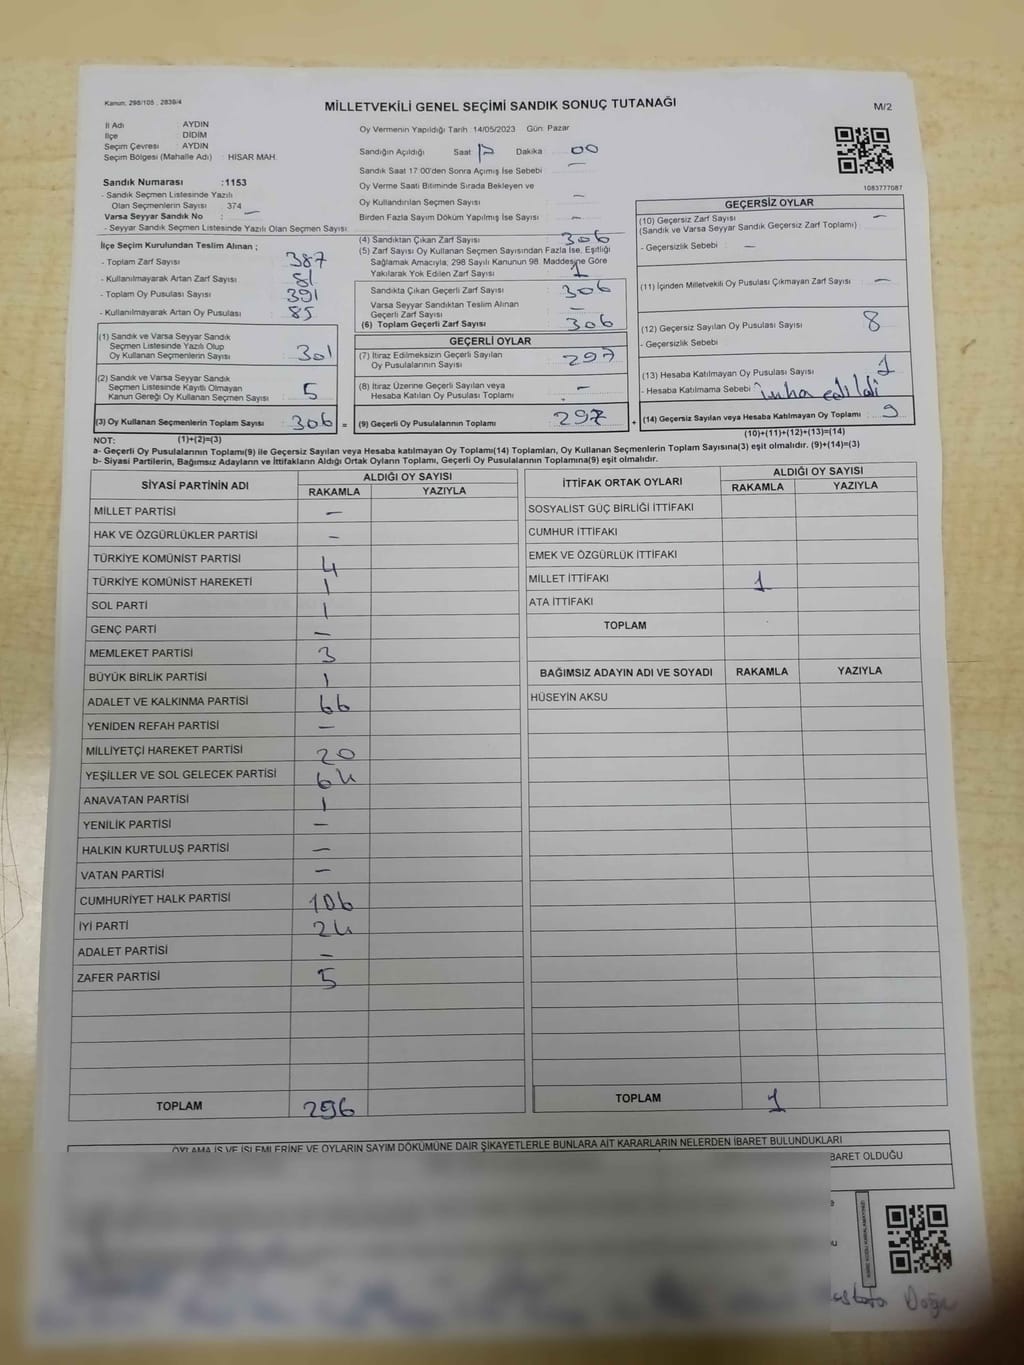 Kanun: 298/105 , 2839/4
MİLLETVEKİLİ GENEL SEÇİMİ SANDIK SONUÇ TUTANAĞI
M/2
İl Adı : AYDIN
İlçe : DİDİM
Seçim Çevresi : AYDIN
Seçim Bölgesi (Mahalle Adı) : HİSAR MAH.
Oy Vermenin Yapıldığı Tarih :14/05/2023 Gün: Pazar
Sandığın Açıldığı Saat 17 Dakika : 00
Sandık Saat 17:00'den Sonra Açımış İse Sebebi : —
Oy Verme Saati Bitiminde Sırada Bekleyen ve
Oy Kullandırılan Seçmen Sayısı : —
Birden Fazla Sayım Döküm Yapılmış İse Sayısı : —
1083777087
Sandık Numarası :1153
- Sandık Seçmen Listesinde Yazılı
Olan Seçmenlerin Sayısı : 374
Varsa Seyyar Sandık No : —
- Seyyar Sandık Seçmen Listesinde Yazılı Olan Seçmen Sayısı:
İlçe Seçim Kurulundan Teslim Alınan ;
- Toplam Zarf Sayısı : 387
- Kullanılmayarak Artan Zarf Sayısı : 81
- Toplam Oy Pusulası Sayısı : 391
- Kullanılmayarak Artan Oy Pusulası : 85
(1) Sandık ve Varsa Seyyar Sandık
Seçmen Listesinde Yazılı Olup
Oy Kullanan Seçmenlerin Sayısı : 301
(2) Sandık ve Varsa Seyyar Sandık
Seçmen Listesinde Kayıtlı Olmayan
Kanun Gereği Oy Kullanan Seçmen Sayısı : 5
(3) Oy Kullanan Seçmenlerin Toplam Sayısı : 306 =
(4) Sandıktan Çıkan Zarf Sayısı : 306
(5) Zarf Sayısı Oy Kullanan Seçmen Sayısından Fazla İse, Eşitliği
Sağlamak Amacıyla; 298 Sayılı Kanunun 98. Maddesine Göre
Yakılarak Yok Edilen Zarf Sayısı : 1
Sandıkta Çıkan Geçerli Zarf Sayısı : 306
Varsa Seyyar Sandıktan Teslim Alınan
Geçerli Zarf Sayısı : —
(6) Toplam Geçerli Zarf Sayısı : 306
GEÇERLİ OYLAR
(7) İtiraz Edilmeksizin Geçerli Sayılan
Oy Pusulalarının Sayısı : 297
(8) İtiraz Üzerine Geçerli Sayılan veya
Hesaba Katılan Oy Pusulası Toplamı : —
(9) Geçerli Oy Pusulalarının Toplamı : 297 +
GEÇERSİZ OYLAR
(10) Geçersiz Zarf Sayısı : —
(Sandık ve Varsa Seyyar Sandık Geçersiz Zarf Toplamı)
- Geçersizlik Sebebi : —
(11) İçinden Milletvekili Oy Pusulası Çıkmayan Zarf Sayısı : —
(12) Geçersiz Sayılan Oy Pusulası Sayısı : 8
- Geçersizlik Sebebi :
(13) Hesaba Katılmayan Oy Pusulası Sayısı : 1
- Hesaba Katılmama Sebebi : imha edildi
(14) Geçersiz Sayılan veya Hesaba Katılmayan Oy Toplamı : 9
NOT: (1)+(2)=(3)
(10)+(11)+(12)+(13)=(14)
a- Geçerli Oy Pusulalarının Toplamı(9) ile Geçersiz Sayılan veya Hesaba katılmayan Oy Toplamı(14) Toplamları, Oy Kullanan Seçmenlerin Toplam Sayısına(3) eşit olmalıdır. (9)+(14)=(3)
b- Siyasi Partilerin, Bağımsız Adayların ve İttifakların Aldığı Ortak Oyların Toplamı, Geçerli Oy Pusulalarının Toplamına(9) eşit olmalıdır.
SİYASİ PARTİNİN ADI ALDIĞI OY SAYISI
RAKAMLA YAZIYLA
MİLLET PARTİSİ —
HAK VE ÖZGÜRLÜKLER PARTİSİ —
TÜRKİYE KOMÜNİST PARTİSİ 4
TÜRKİYE KOMÜNİST HAREKETİ 1
SOL PARTİ 1
GENÇ PARTİ —
MEMLEKET PARTİSİ 3
BÜYÜK BİRLİK PARTİSİ 1
ADALET VE KALKINMA PARTİSİ 66
YENİDEN REFAH PARTİSİ —
MİLLİYETÇİ HAREKET PARTİSİ 20
YEŞİLLER VE SOL GELECEK PARTİSİ 64
ANAVATAN PARTİSİ 1
YENİLİK PARTİSİ —
HALKIN KURTULUŞ PARTİSİ —
VATAN PARTİSİ —
CUMHURİYET HALK PARTİSİ 106
İYİ PARTİ 24
ADALET PARTİSİ —
ZAFER PARTİSİ 5
TOPLAM 296
İTTİFAK ORTAK OYLARI ALDIĞI OY SAYISI
RAKAMLA YAZIYLA
SOSYALİST GÜÇ BİRLİĞİ İTTİFAKI
CUMHUR İTTİFAKI
EMEK VE ÖZGÜRLÜK İTTİFAKI
MİLLET İTTİFAKI 1
ATA İTTİFAKI
TOPLAM
BAĞIMSIZ ADAYIN ADI VE SOYADI RAKAMLA YAZIYLA
HÜSEYİN AKSU
TOPLAM 1
OYLAMA İŞ VE İŞLEMLERİNE VE OYLARIN SAYIM DÖKÜMÜNE DAİR ŞİKAYETLERLE BUNLARA AİT KARARLARIN NELERDEN İBARET BULUNDUKLARI
BARET OLDUĞU